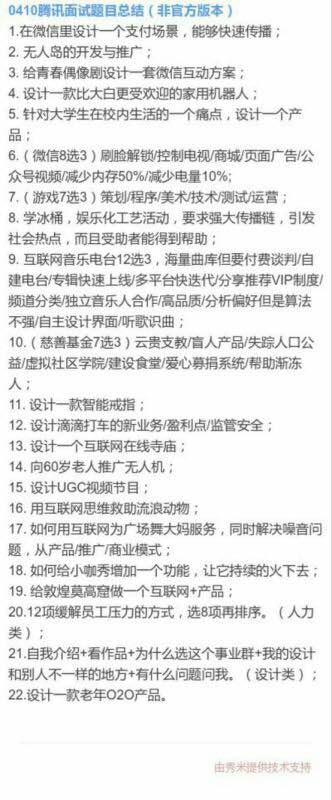 0410腾讯面试题目总结（非官方版本）
1.在微信里设计一个支付场景，能够快速传播；
2. 无人岛的开发与推广；
3. 给青春偶像剧设计一套微信互动方案；
4. 设计一款比大白更受欢迎的家用机器人；
5. 针对大学生在校内生活的一个痛点，设计一个产
品；
6.（微信8选3）刷脸解锁/控制电视/商城/页面广告/公
众号视频/减少内存50%/减少电量10%;
7.（游戏7选3）策划/程序/美术/技术/测试/运营；
8. 学冰桶，娱乐化工艺活动，要求强大传播链，引发
社会热点，而且受助者能得到帮助；
9. 互联网音乐电台12选3，海量曲库但要付费谈判/自
建电台/专辑快速上线/多平台快迭代/分享推荐VIP制度/
频道分类/独立音乐人合作/高品质/分析偏好但是算法
不强/自主设计界面/听歌识曲；
10.（慈善基金7选3）云贵支教/盲人产品/失踪人口公
益/虚拟社区学院/建设食堂/爱心募捐系统/帮助渐冻
人；
11. 设计一款智能戒指；
12. 设计滴滴打车的新业务/盈利点/监管安全；
13. 设计一个互联网在线寺庙；
14. 向60岁老人推广无人机；
15. 设计UGC视频节目；
16. 用互联网思维救助流浪动物；
17. 如何用互联网为广场舞大妈服务，同时解决噪音问
题，从产品/推广/商业模式；
18. 如何给小咖秀增加一个功能，让它持续的火下去；
19. 给敦煌莫高窟做一个互联网+产品；
20.12项缓解员工压力的方式，选8项再排序。（人力
类）；
21.自我介绍+看作品+为什么选这个事业群+我的设计
和别人不一样的地方+有什么问题问我。（设计类）；
22.设计一款老年O2O产品。
由秀米提供技术支持